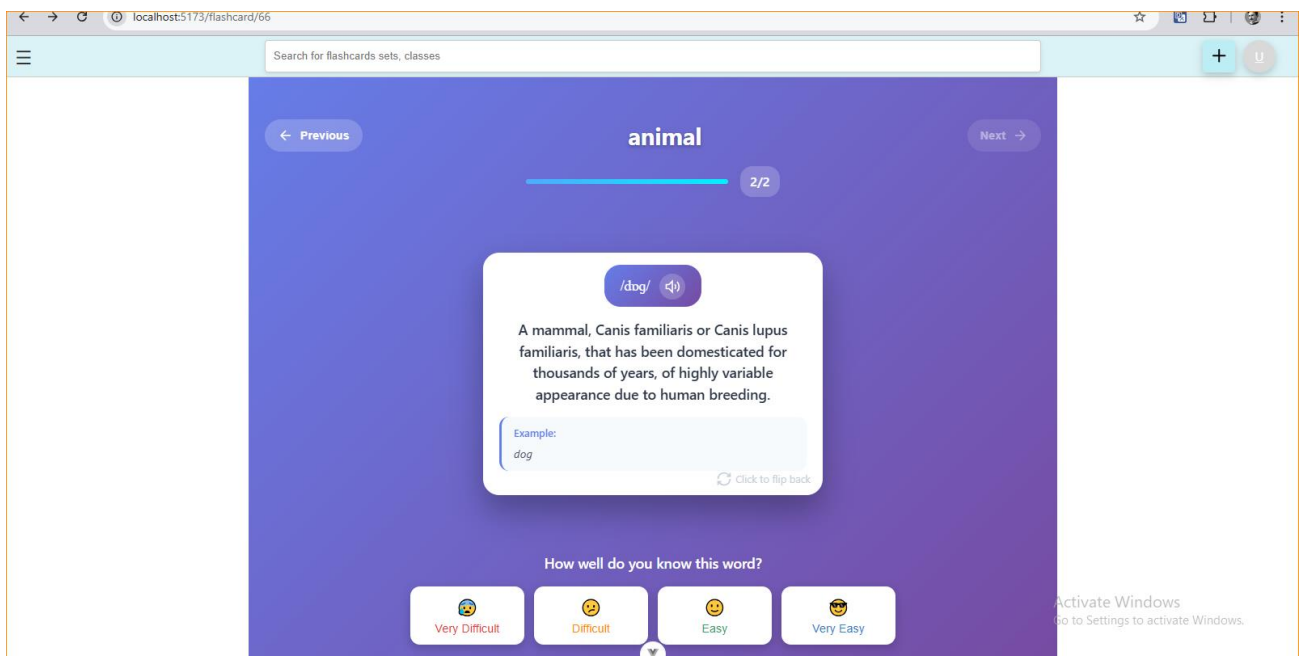 localhost:5173/flashcard/66
Search for flashcards sets, classes
+
U
← Previous
animal
Next →
2/2
/dɒg/
A mammal, Canis familiaris or Canis lupus
familiaris, that has been domesticated for
thousands of years, of highly variable
appearance due to human breeding.
Example:
dog
Click to flip back
How well do you know this word?
Very Difficult
Difficult
Easy
Very Easy
Activate Windows
Go to Settings to activate Windows.